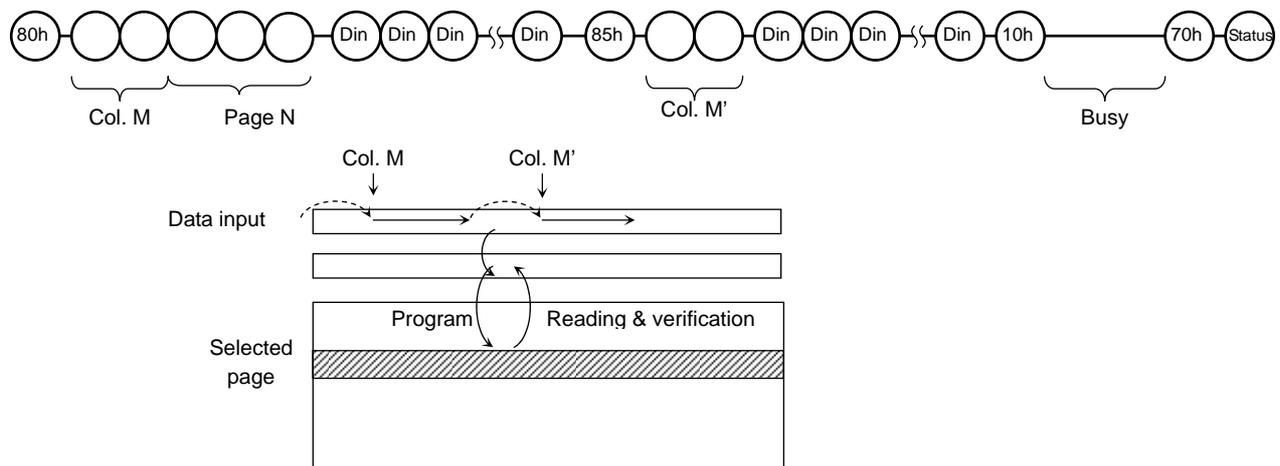 80h Din Din Din Din 85h Din Din Din Din 10h 70h Status
Col. M Page N Col. M’ Busy
Col. M Col. M’
Data input
Program Reading & verification
Selected
page